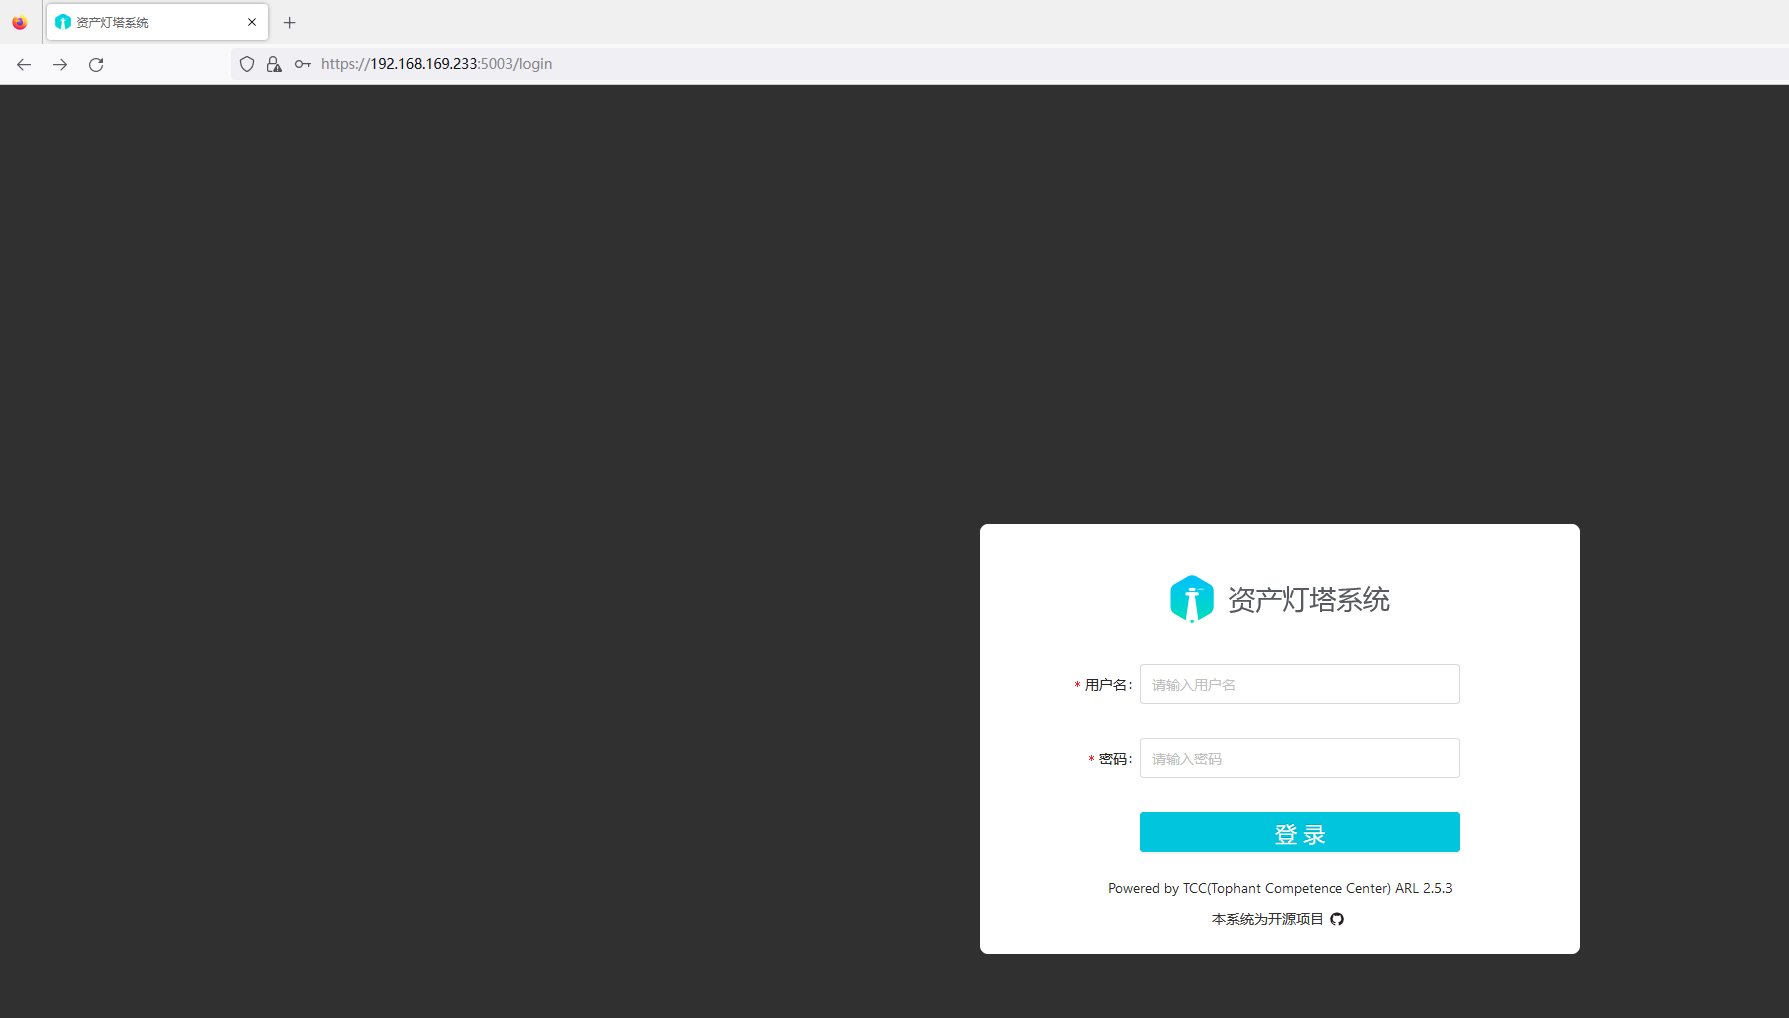 资产灯塔系统
https://192.168.169.233:5003/login
资产灯塔系统
* 用户名: 请输入用户名
* 密码: 请输入密码
登 录
Powered by TCC(Tophant Competence Center) ARL 2.5.3
本系统为开源项目